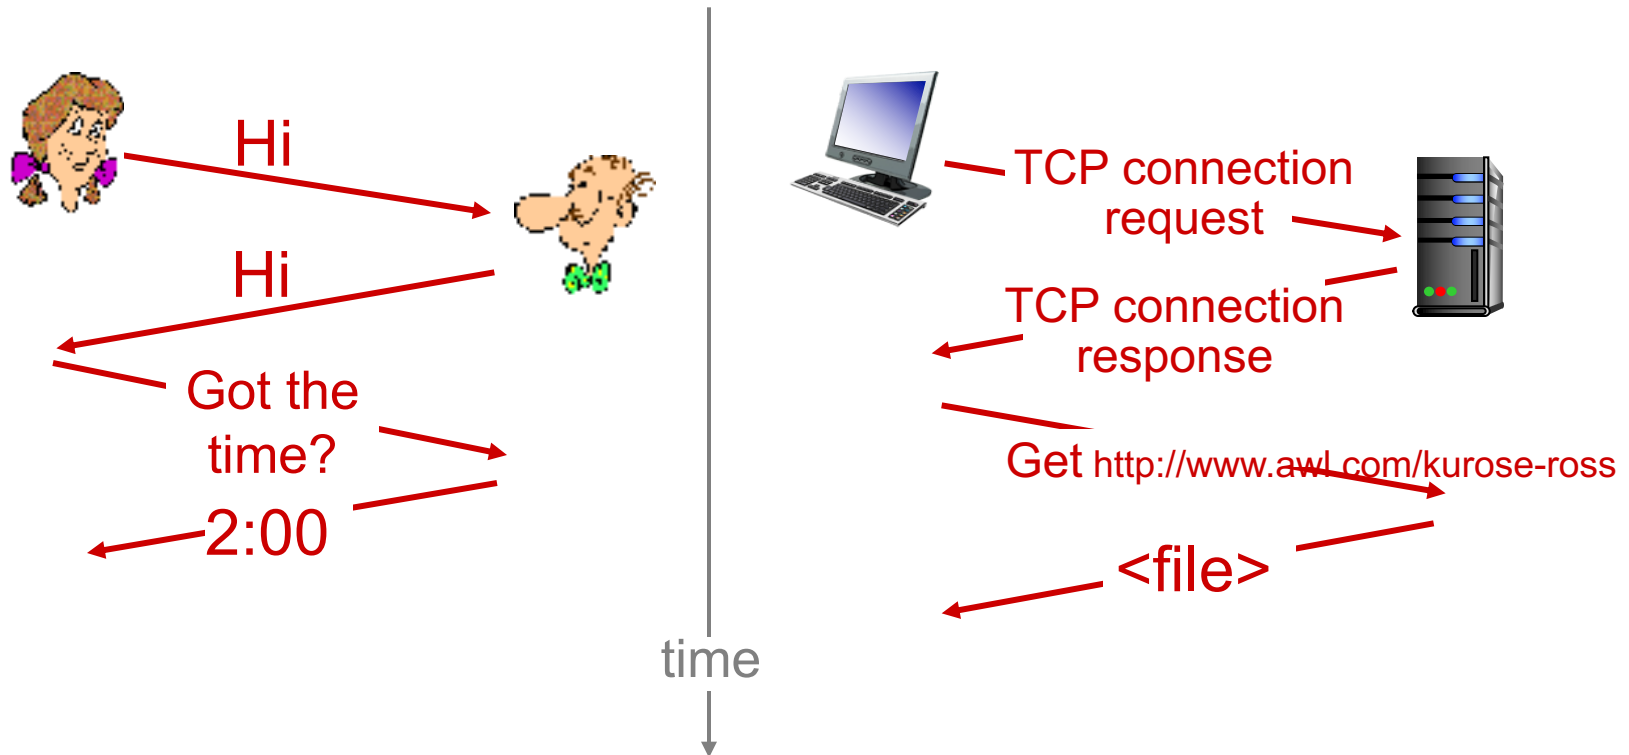 Hi
Hi
Got the
time?
2:00
TCP connection
request
TCP connection
response
Get http://www.awl.com/kurose-ross
<file>
time